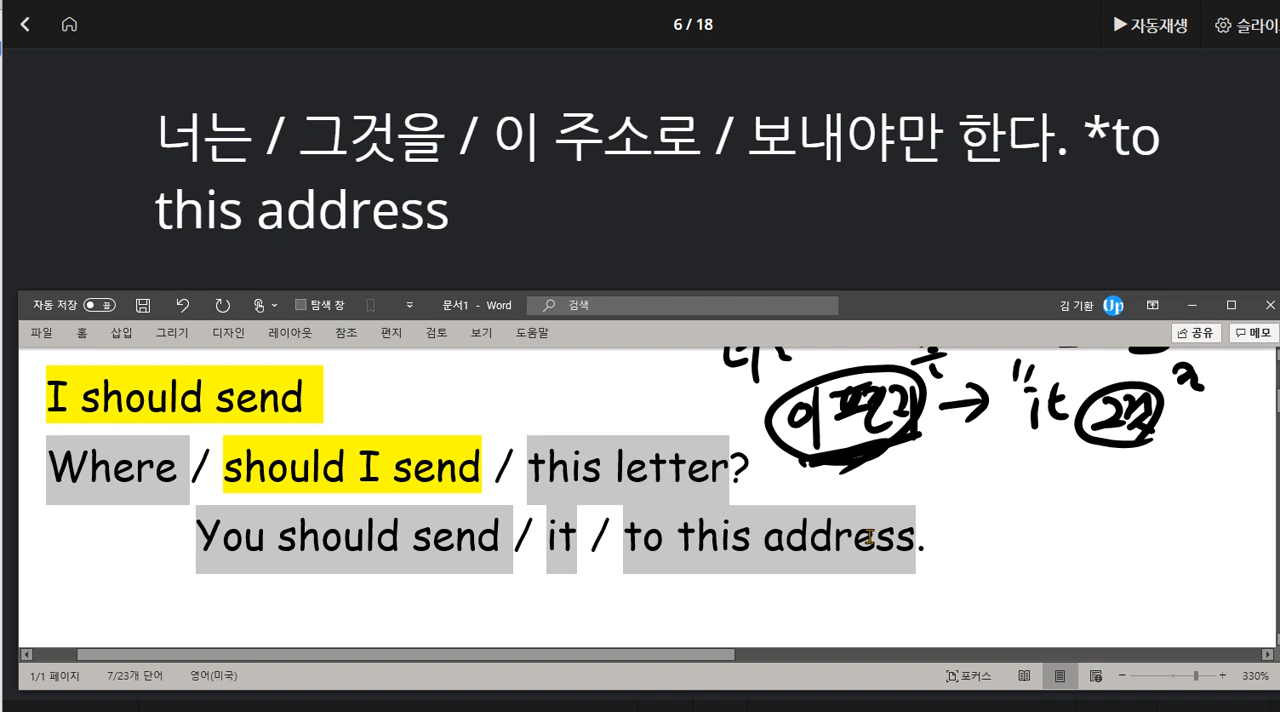 6 / 18
자동재생
슬라이
너는 / 그것을 / 이 주소로 / 보내야만 한다. *to
this address
자동 저장 끔
탐색 창
문서1 - Word
검색
김 기환
Up
파일 홈 삽입 그리기 디자인 레이아웃 참조 편지 검토 보기 도움말
공유 메모
I should send
이 편지 → it 그것
Where / should I send / this letter?
You should send / it / to this address.
1/1 페이지 7/23개 단어 영어(미국)
포커스
330%